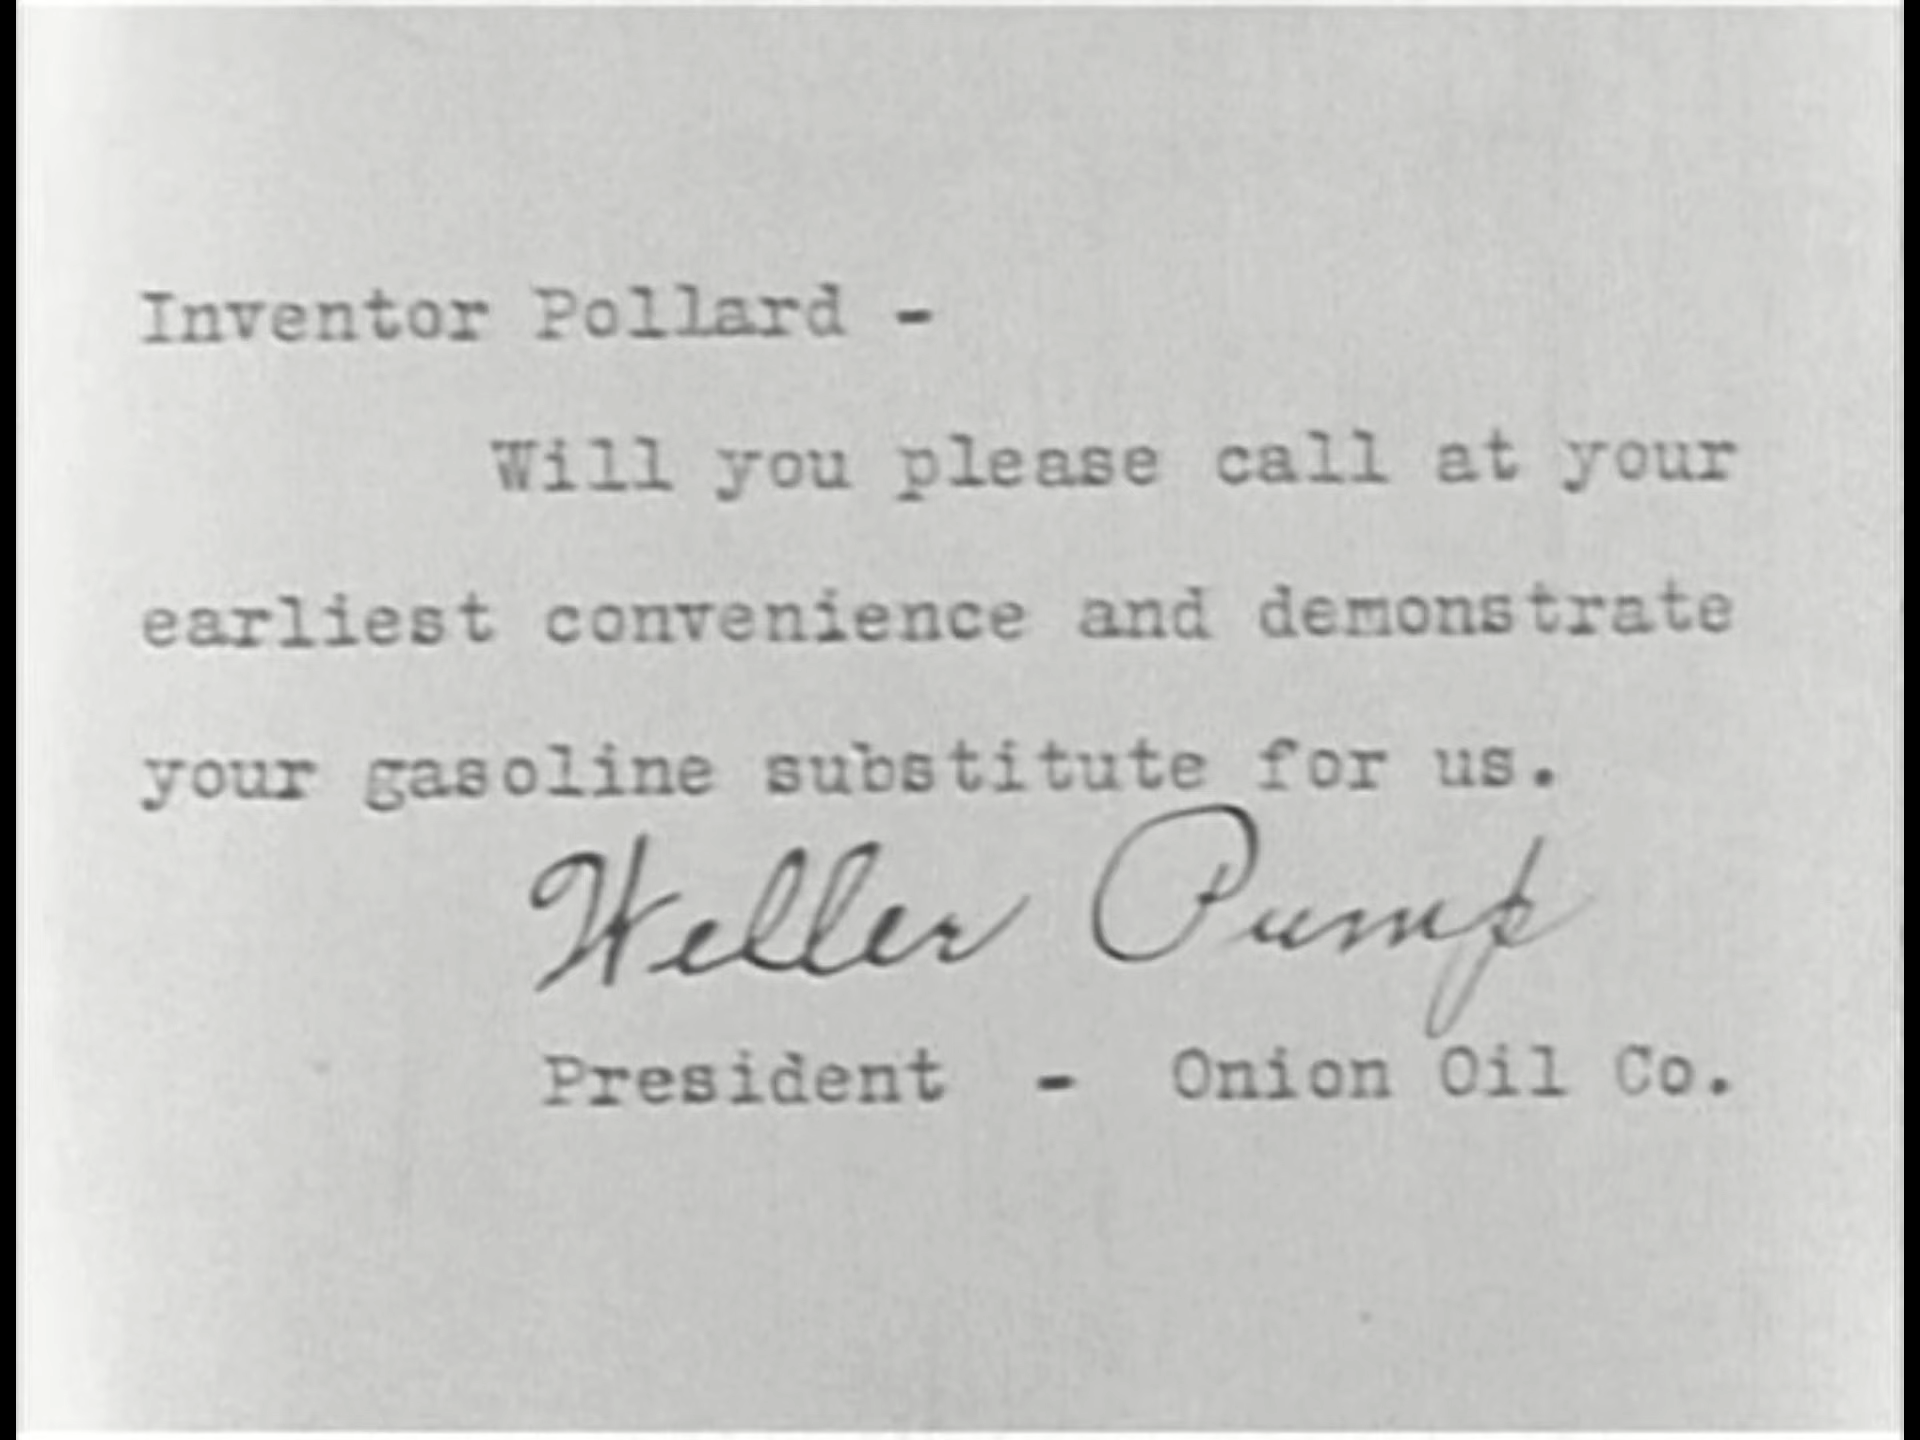 Inventor Pollard -
Will you please call at your
earliest convenience and demonstrate
your gasoline substitute for us.
Weller Pump
President - Onion Oil Co.